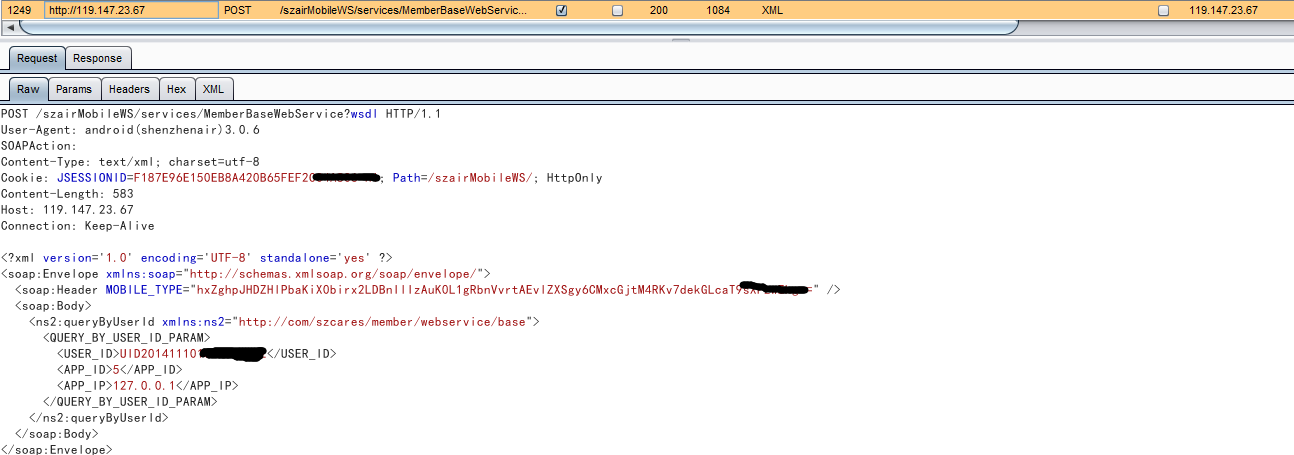 1249 http://119.147.23.67 POST /szairMobileWS/services/MemberBaseWebServic... 200 1084 XML 119.147.23.67
Request Response
Raw Params Headers Hex XML
POST /szairMobileWS/services/MemberBaseWebService?wsdl HTTP/1.1
User-Agent: android(shenzhenair)3.0.6
SOAPAction:
Content-Type: text/xml; charset=utf-8
Cookie: JSESSIONID=F187E96E150EB8A420B65FEF20 ; Path=/szairMobileWS/; HttpOnly
Content-Length: 583
Host: 119.147.23.67
Connection: Keep-Alive
<?xml version='1.0' encoding='UTF-8' standalone='yes' ?>
<soap:Envelope xmlns:soap="http://schemas.xmlsoap.org/soap/envelope/">
<soap:Header MOBILE_TYPE=" =" />
<soap:Body>
<ns2:queryByUserId xmlns:ns2="http://com/szcares/member/webservice/base">
<QUERY_BY_USER_ID_PARAM>
<USER_ID>UID201411101 </USER_ID>
<APP_ID>5</APP_ID>
<APP_IP>127.0.0.1</APP_IP>
</QUERY_BY_USER_ID_PARAM>
</ns2:queryByUserId>
</soap:Body>
</soap:Envelope>